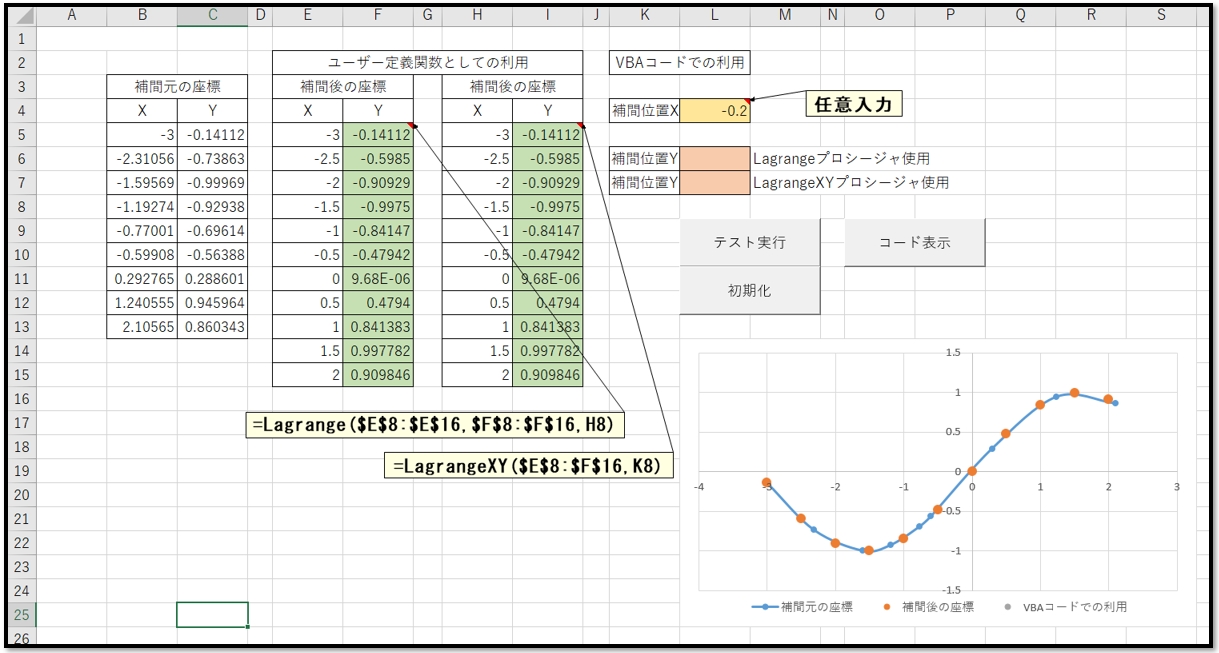 A B C D E F G H I J K L M N O P Q R S
1
2 ユーザー定義関数としての利用 VBAコードでの利用
3 補間元の座標 補間後の座標 補間後の座標
4 X Y X Y X Y 補間位置X -0.2 任意入力
5 -3 -0.14112 -3 -0.14112 -3 -0.14112
6 -2.31056 -0.73863 -2.5 -0.5985 -2.5 -0.5985 補間位置Y Lagrangeプロシージャ使用
7 -1.59569 -0.99969 -2 -0.90929 -2 -0.90929 補間位置Y LagrangeXYプロシージャ使用
8 -1.19274 -0.92938 -1.5 -0.9975 -1.5 -0.9975
9 -0.77001 -0.69614 -1 -0.84147 -1 -0.84147 テスト実行 コード表示
10 -0.59908 -0.56388 -0.5 -0.47942 -0.5 -0.47942
11 0.292765 0.288601 0 9.68E-06 0 9.68E-06 初期化
12 1.240555 0.945964 0.5 0.4794 0.5 0.4794
13 2.10565 0.860343 1 0.841383 1 0.841383
14 1.5 0.997782 1.5 0.997782
15 2 0.909846 2 0.909846
16
17 =Lagrange($E$8:$E$16,$F$8:$F$16,H8)
18
19 =LagrangeXY($E$8:$F$16,K8)
20
21
22
23
24
25
26
1.5
1
0.5
0
-4 -3 -2 -1 0 1 2 3
-0.5
-1
-1.5
補間元の座標 補間後の座標 VBAコードでの利用